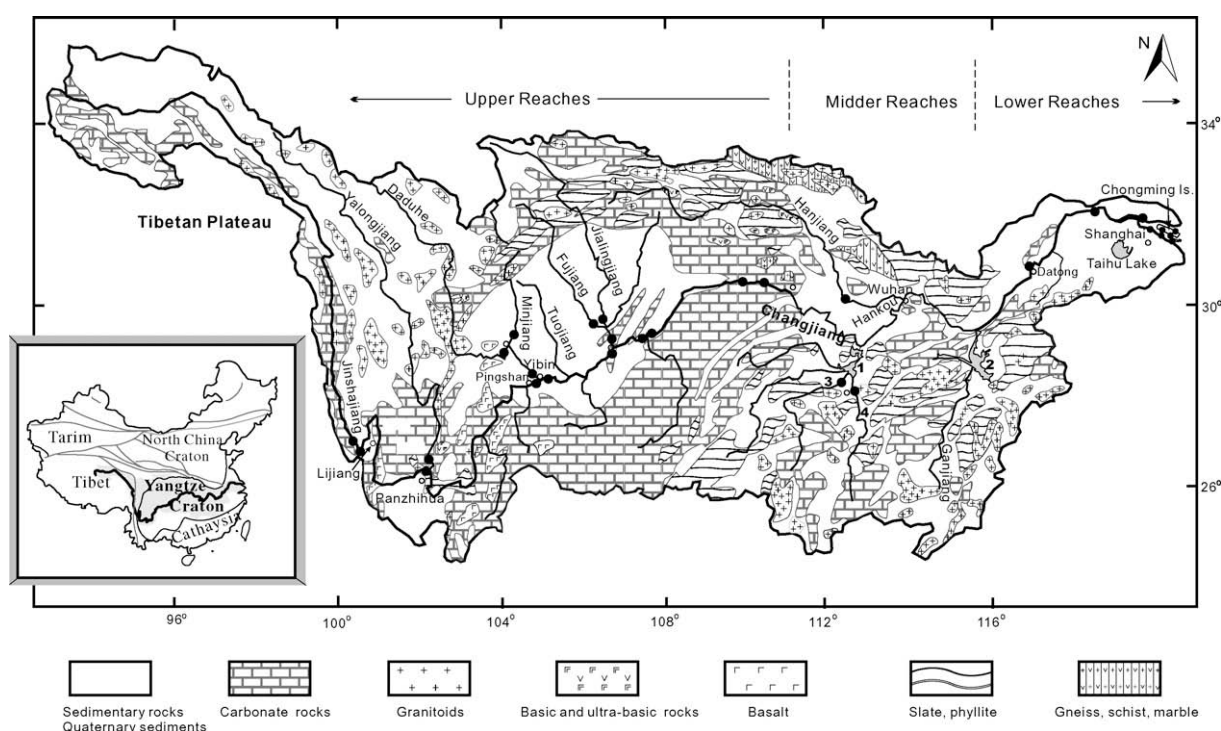 N
Upper Reaches
Midder Reaches
Lower Reaches
34°
Chongming Is.
Tibetan Plateau
Yalongjiang
Daduhe
Hanjiang
Jialingjiang
Fujiang
Shanghai
Taihu Lake
Datong
Wuhan
Hankou
30°
Changjiang
Minjiang
Tuojiang
Yibin
Pingshan
Jinshajiang
1
2
3
4
Ganjiang
Lijiang
Panzhihua
26°
Tarim
North China
Craton
Tibet
Yangtze
Craton
Cathaysia
96°
100°
104°
108°
112°
116°
Sedimentary rocks
Quaternary sediments
Carbonate rocks
Granitoids
Basic and ultra-basic rocks
Basalt
Slate, phyllite
Gneiss, schist, marble